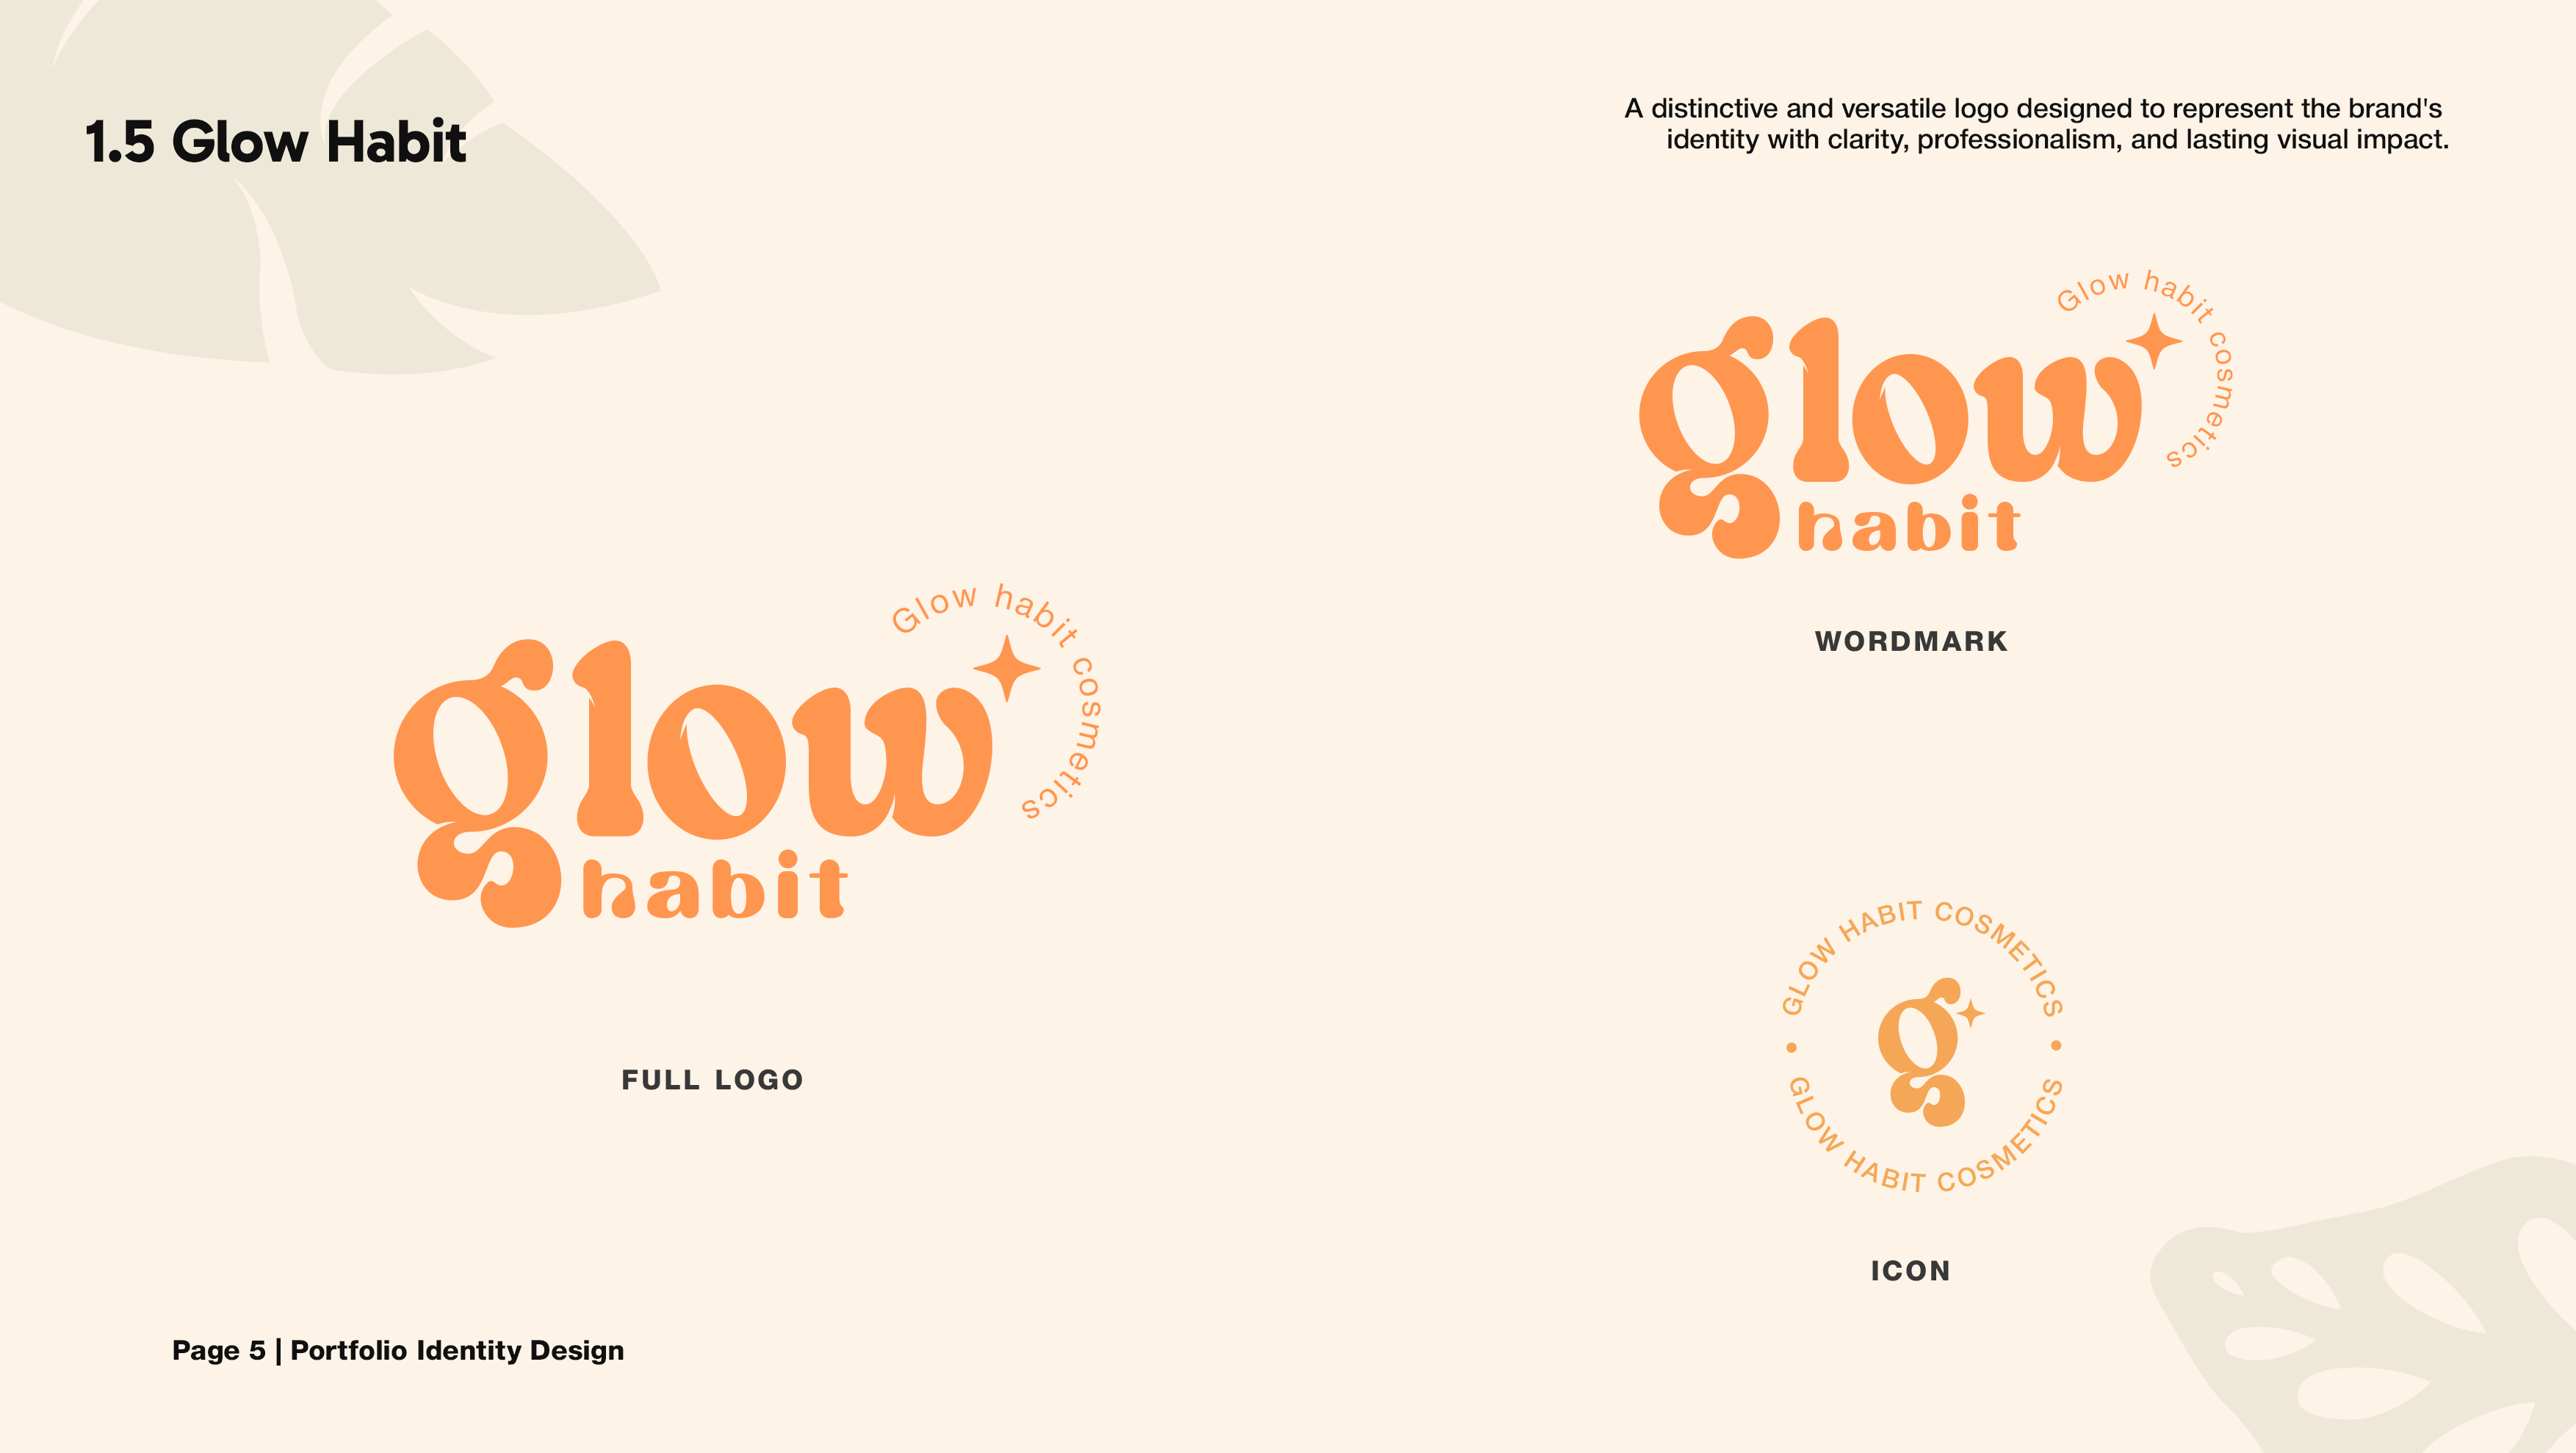 1.5 Glow Habit
A distinctive and versatile logo designed to represent the brand's
identity with clarity, professionalism, and lasting visual impact.
Glow habit cosmetics
glow
habit
FULL LOGO
Glow habit cosmetics
glow
habit
WORDMARK
GLOW HABIT COSMETICS
g
• •
GLOW HABIT COSMETICS
ICON
Page 5 | Portfolio Identity Design